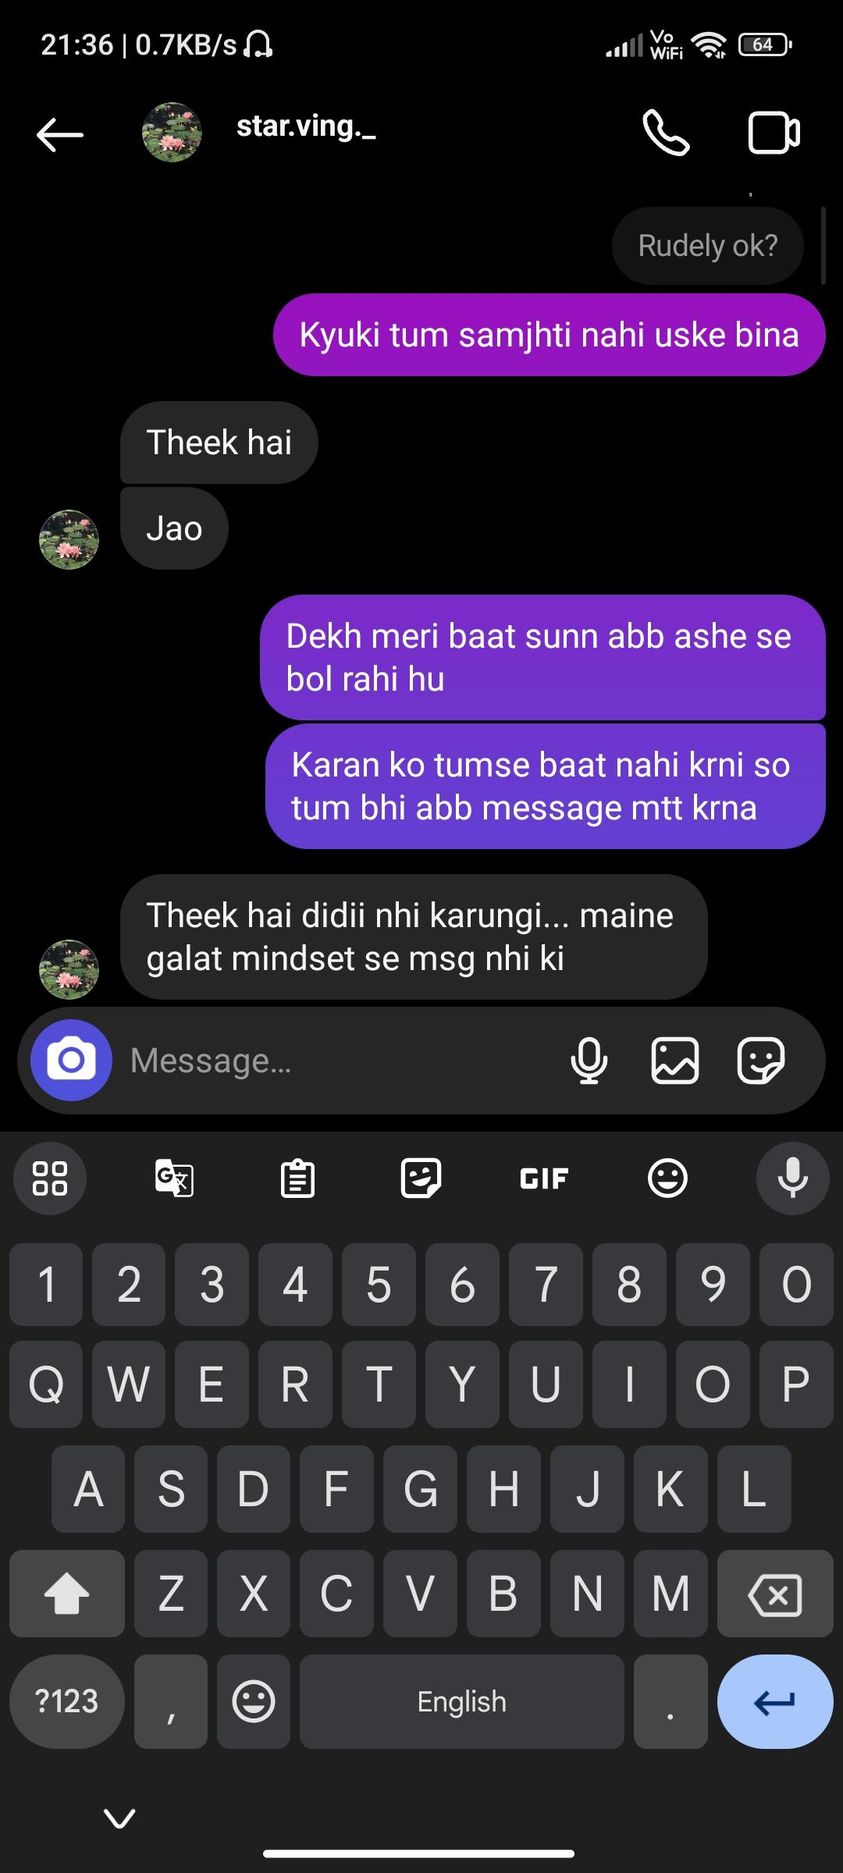 21:36 | 0.7KB/s
Vo
WiFi
64
star.ving._
Rudely ok?
Kyuki tum samjhti nahi uske bina
Theek hai
Jao
Dekh meri baat sunn abb ashe se
bol rahi hu
Karan ko tumse baat nahi krni so
tum bhi abb message mtt krna
Theek hai didii nhi karungi... maine
galat mindset se msg nhi ki
Message...
GIF
1 2 3 4 5 6 7 8 9 0
Q W E R T Y U I O P
A S D F G H J K L
Z X C V B N M
?123 , English .